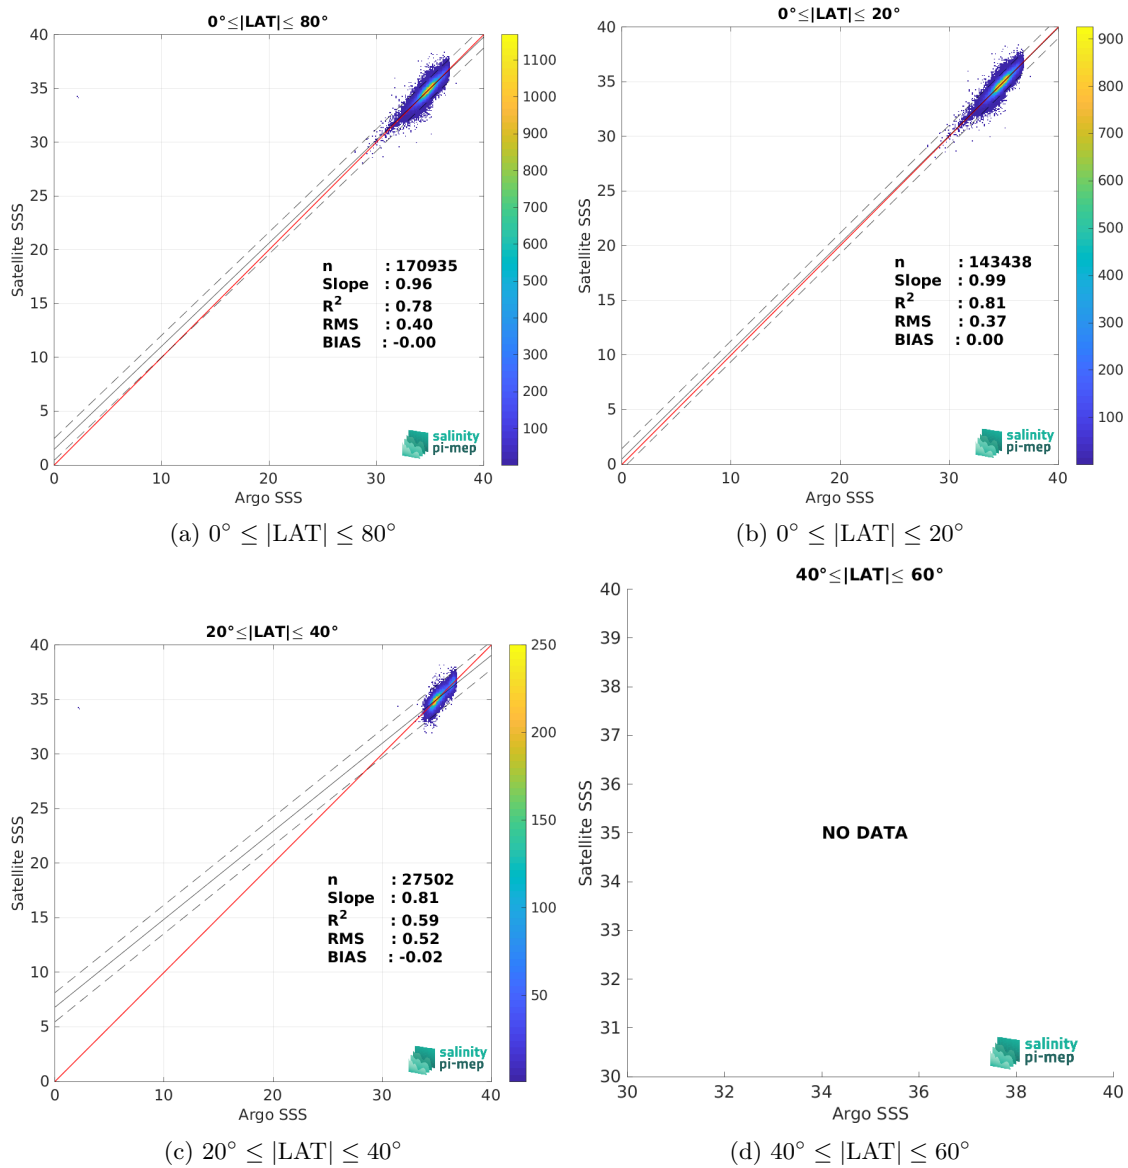 0°≤|LAT|≤ 80°
40
35
30
25
20
15
10
5
0
Satellite SSS
n : 170935
Slope : 0.96
R² : 0.78
RMS : 0.40
BIAS : -0.00
salinity
pi-mep
0 10 20 30 40
Argo SSS
1100
1000
900
800
700
600
500
400
300
200
100
(a) 0° ≤ |LAT| ≤ 80°
0°≤|LAT|≤ 20°
40
35
30
25
20
15
10
5
0
Satellite SSS
n : 143438
Slope : 0.99
R² : 0.81
RMS : 0.37
BIAS : 0.00
salinity
pi-mep
0 10 20 30 40
Argo SSS
900
800
700
600
500
400
300
200
100
(b) 0° ≤ |LAT| ≤ 20°
20°≤|LAT|≤ 40°
40
35
30
25
20
15
10
5
0
Satellite SSS
n : 27502
Slope : 0.81
R² : 0.59
RMS : 0.52
BIAS : -0.02
salinity
pi-mep
0 10 20 30 40
Argo SSS
250
200
150
100
50
(c) 20° ≤ |LAT| ≤ 40°
40°≤|LAT|≤ 60°
40
39
38
37
36
35
34
33
32
31
30
Satellite SSS
NO DATA
salinity
pi-mep
30 32 34 36 38 40
Argo SSS
(d) 40° ≤ |LAT| ≤ 60°